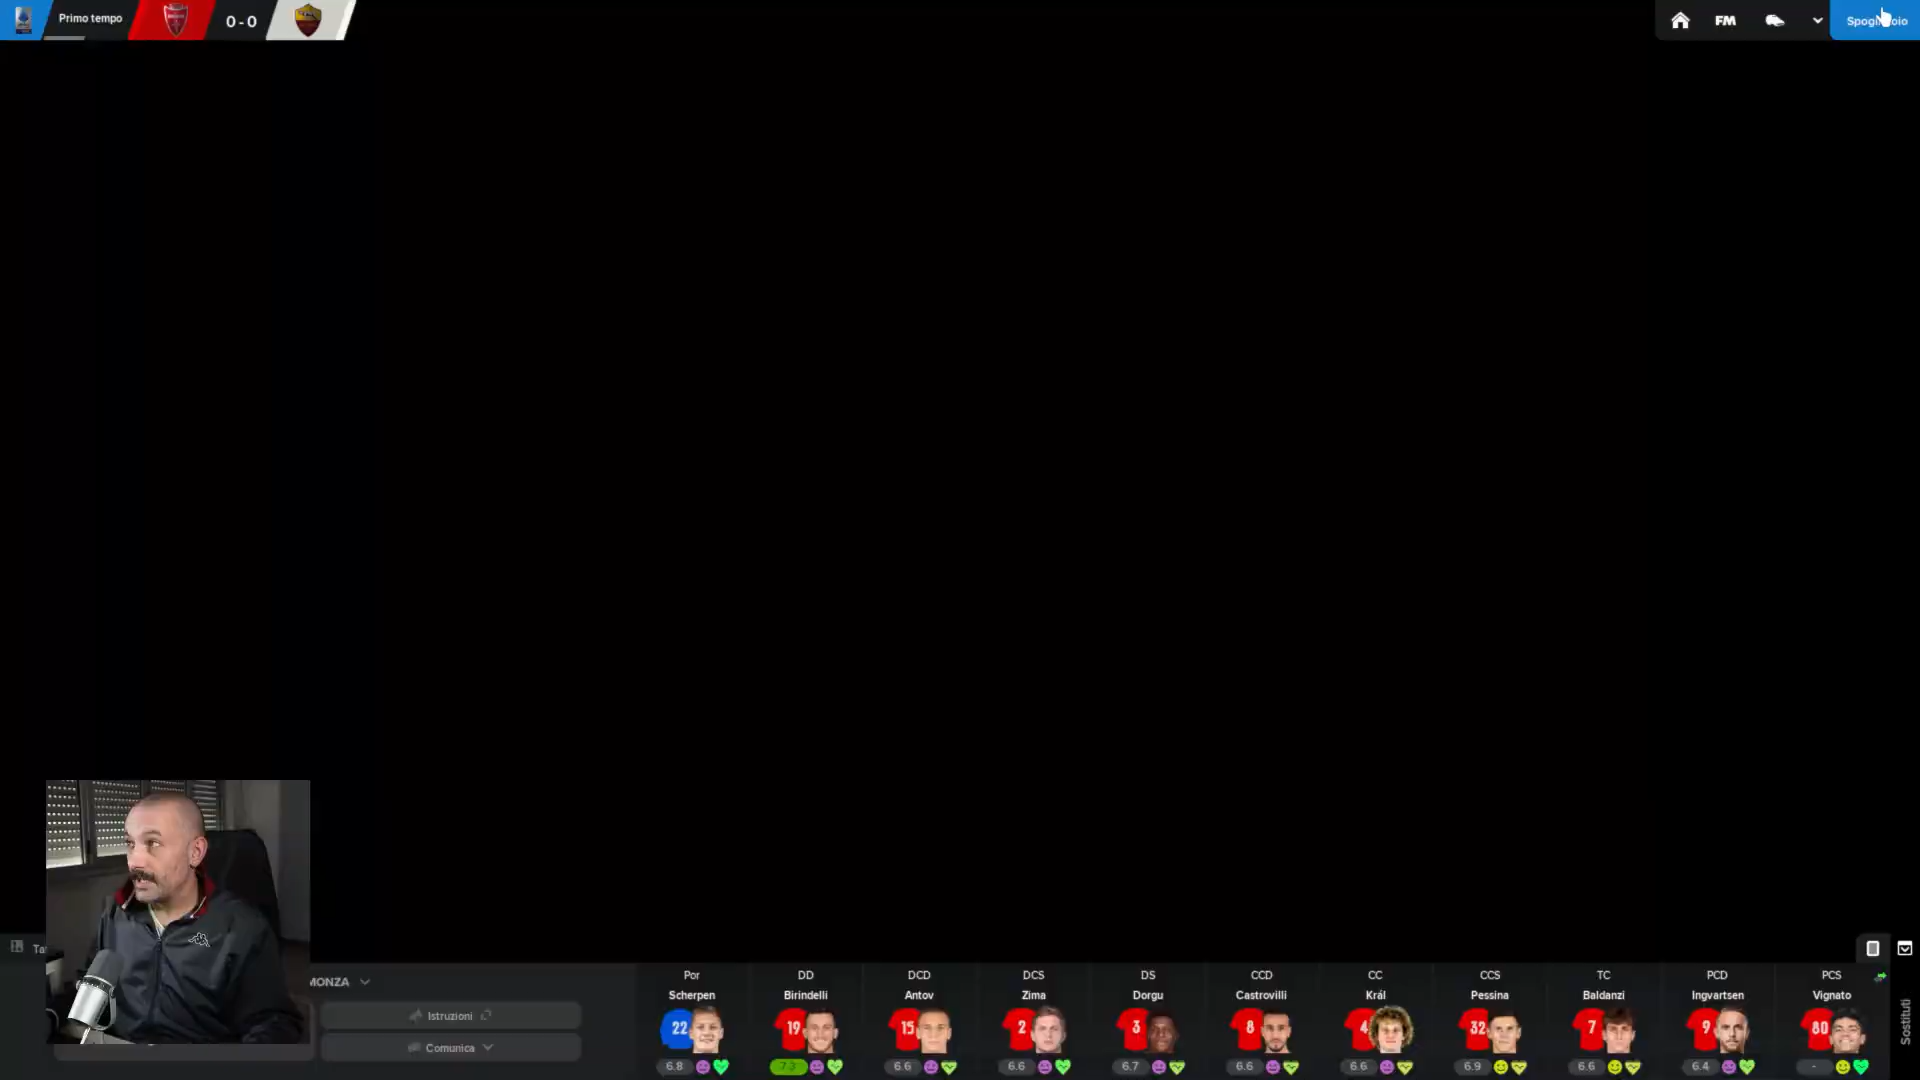 Primo tempo
0 - 0
FM
MONZA
Istruzioni
Comunica
Por
Scherpen
22
6.8
DD
Birindelli
19
7.3
DCD
Antov
15
6.6
DCS
Zima
2
6.6
DS
Dorgu
3
6.7
CCD
Castrovilli
8
6.6
CC
Král
4
6.6
CCS
Pessina
32
6.9
TC
Baldanzi
7
6.6
PCD
Ingvartsen
9
6.4
PCS
Vignato
80
-
Sostituti